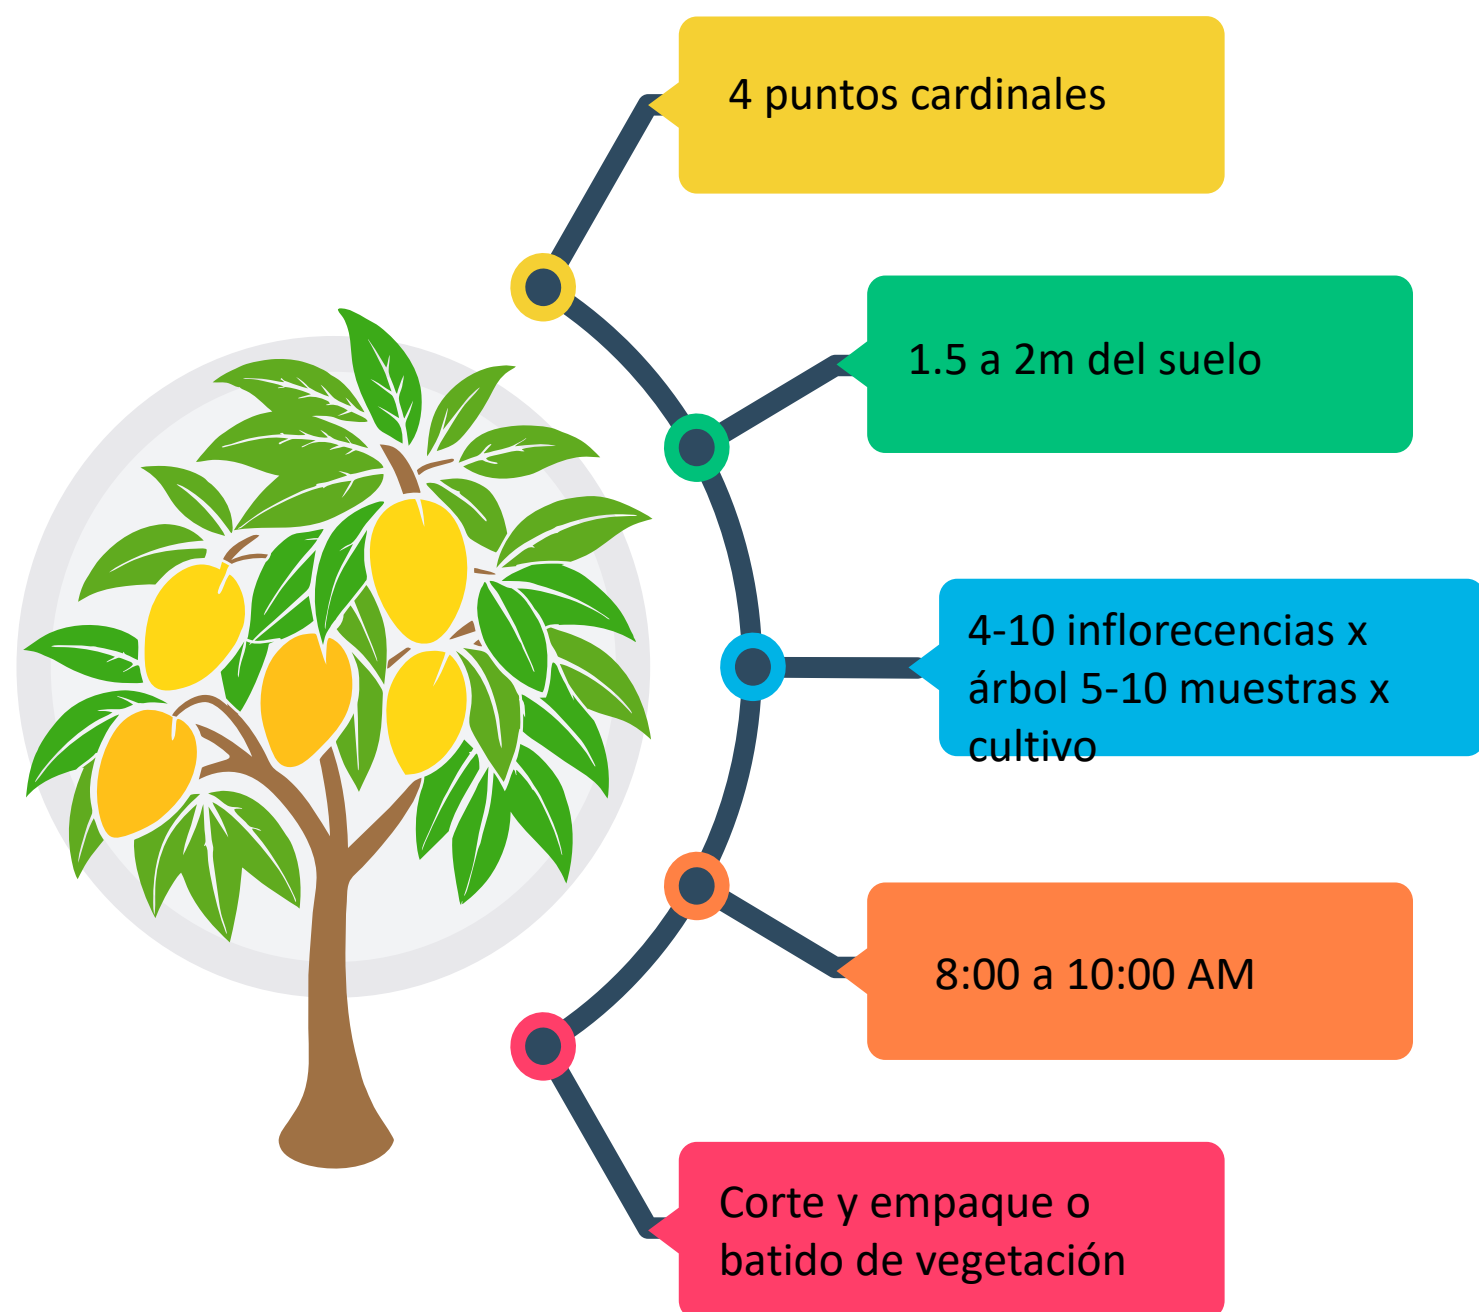 4 puntos cardinales
1.5 a 2m del suelo
4-10 inflorecencias x
árbol 5-10 muestras x
cultivo
8:00 a 10:00 AM
Corte y empaque o
batido de vegetación